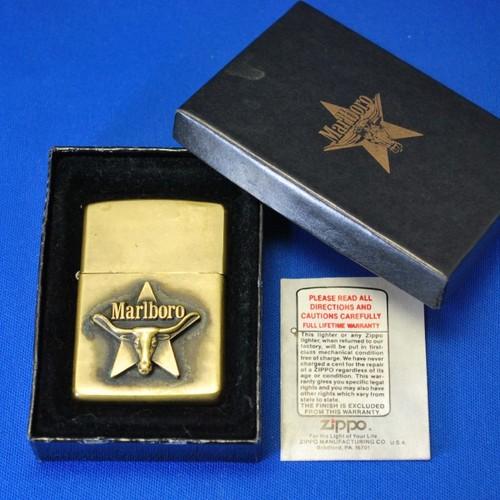 Marlboro
Marlboro
PLEASE READ ALL
DIRECTIONS AND
CAUTIONS CAREFULLY
FULL LIFETIME WARRANTY
This lighter or any Zippo
lighter, when returned to our
factory, will be put in first-
class mechanical condition
free of charge. We have never
charged a cent for the repair
of a ZIPPO regardless of its
age or condition. This war-
ranty gives you specific legal
rights and you may also have
other rights which vary from
state to state.
THE FINISH IS EXCLUDED
FROM THIS WARRANTY.
zippo
For the Light of Your Life
ZIPPO MANUFACTURING CO. U.S.A.
Bradford, PA. 16701